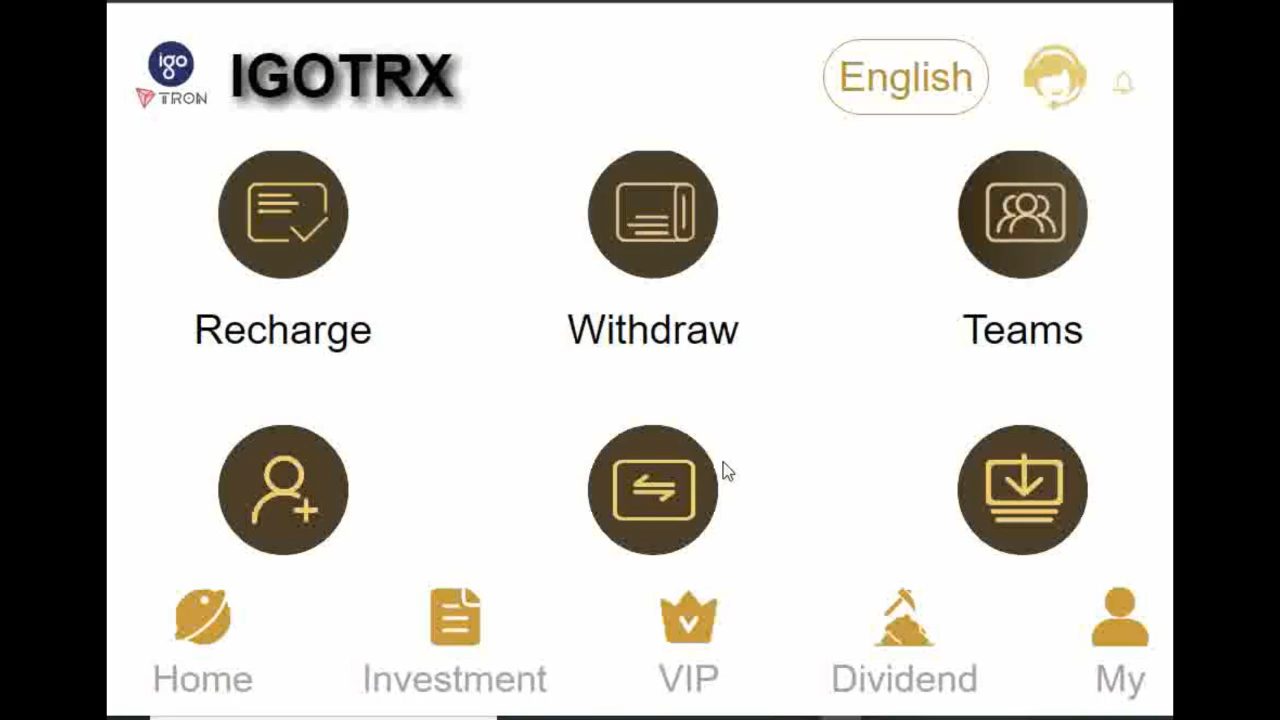 igo
TRON
IGOTRX
English
Recharge
Withdraw
Teams
Home
Investment
VIP
Dividend
My